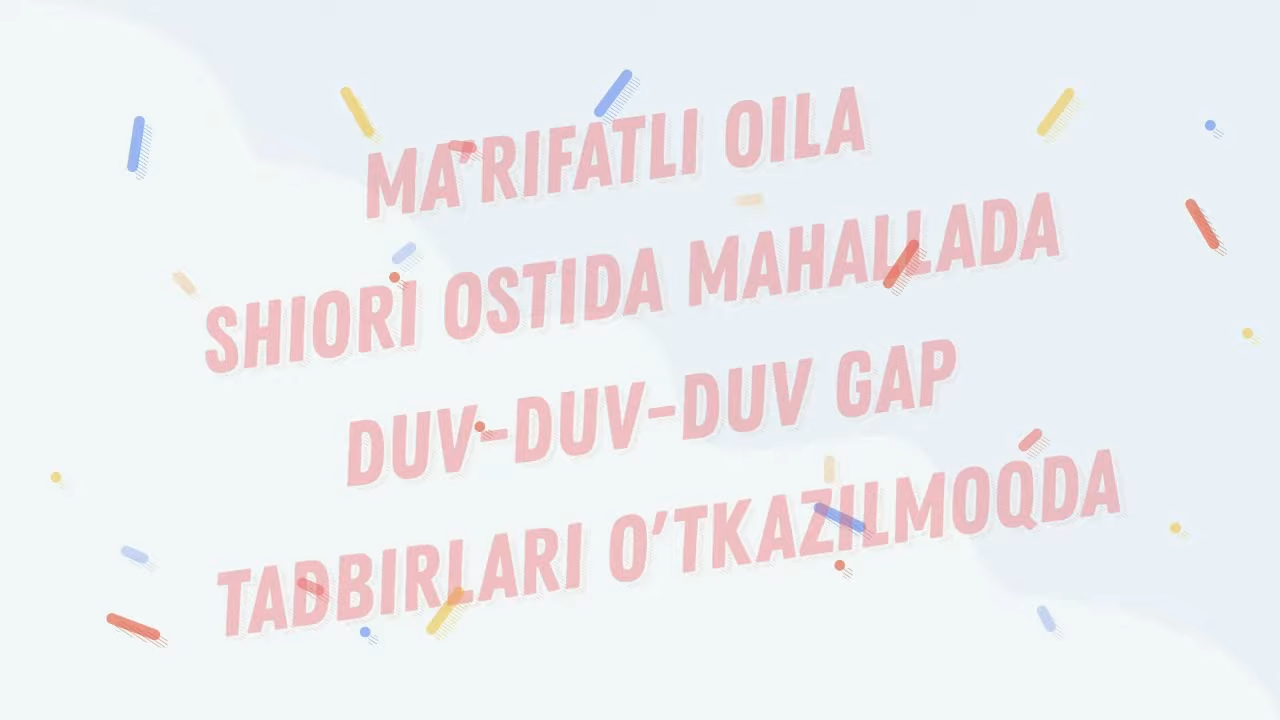 MA'RIFATLI OILA
SHIORI OSTIDA MAHALLADA
DUV-DUV-DUV GAP
TADBIRLARI O'TKAZILMOQDA